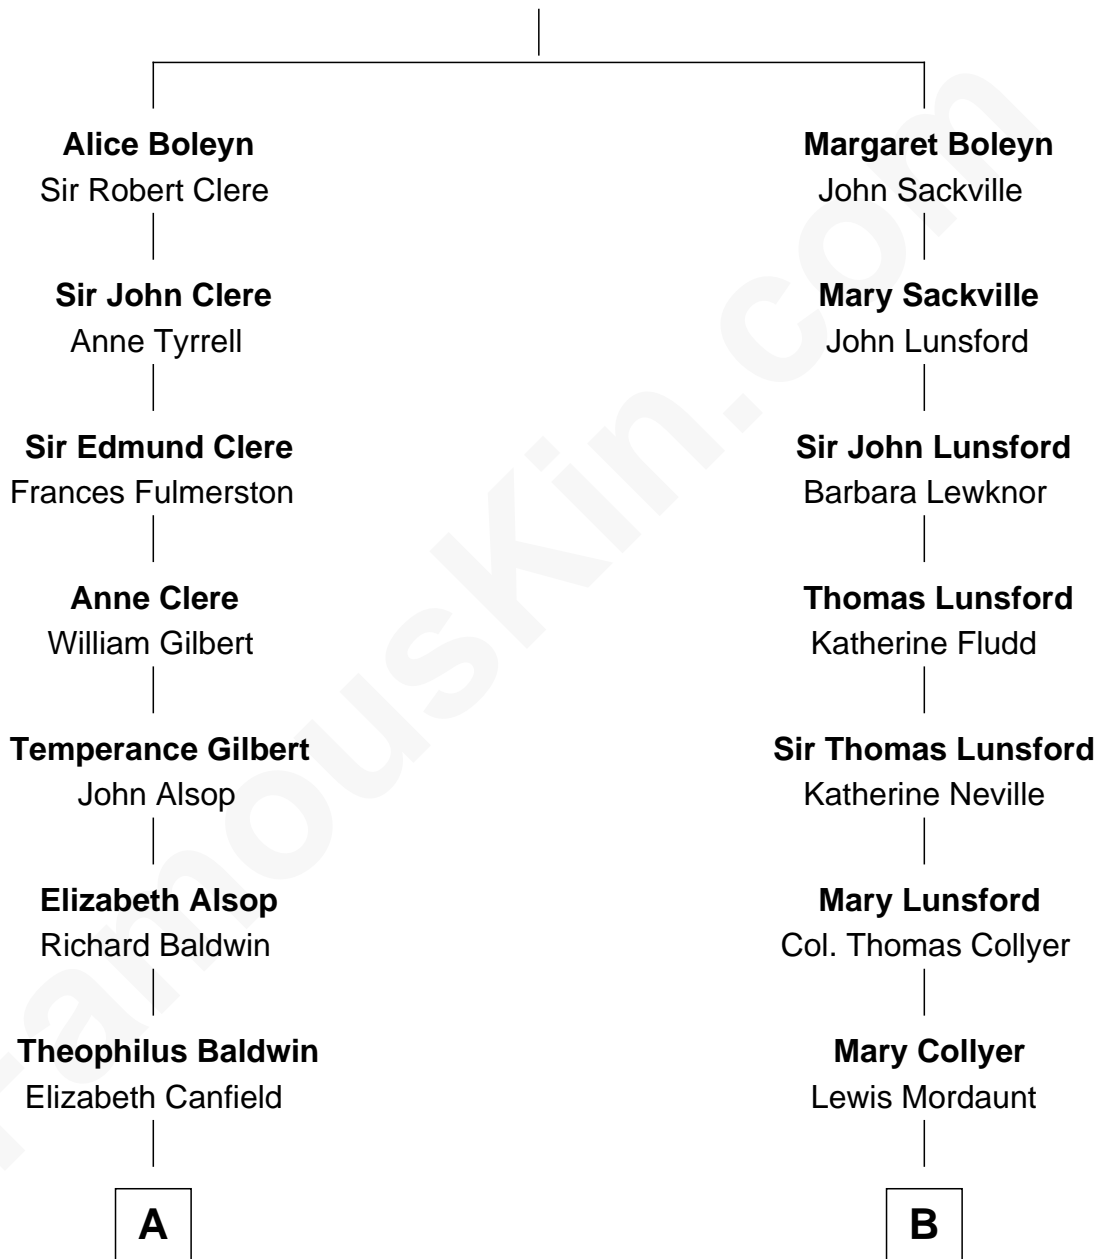 Alice Boleyn
Sir Robert Clere
Sir John Clere
Anne Tyrrell
Sir Edmund Clere
Frances Fulmerston
Anne Clere
William Gilbert
Temperance Gilbert
John Alsop
Elizabeth Alsop
Richard Baldwin
Theophilus Baldwin
Elizabeth Canfield
A
Margaret Boleyn
John Sackville
Mary Sackville
John Lunsford
Sir John Lunsford
Barbara Lewknor
Thomas Lunsford
Katherine Fludd
Sir Thomas Lunsford
Katherine Neville
Mary Lunsford
Col. Thomas Collyer
Mary Collyer
Lewis Mordaunt
B
FamousKin.com